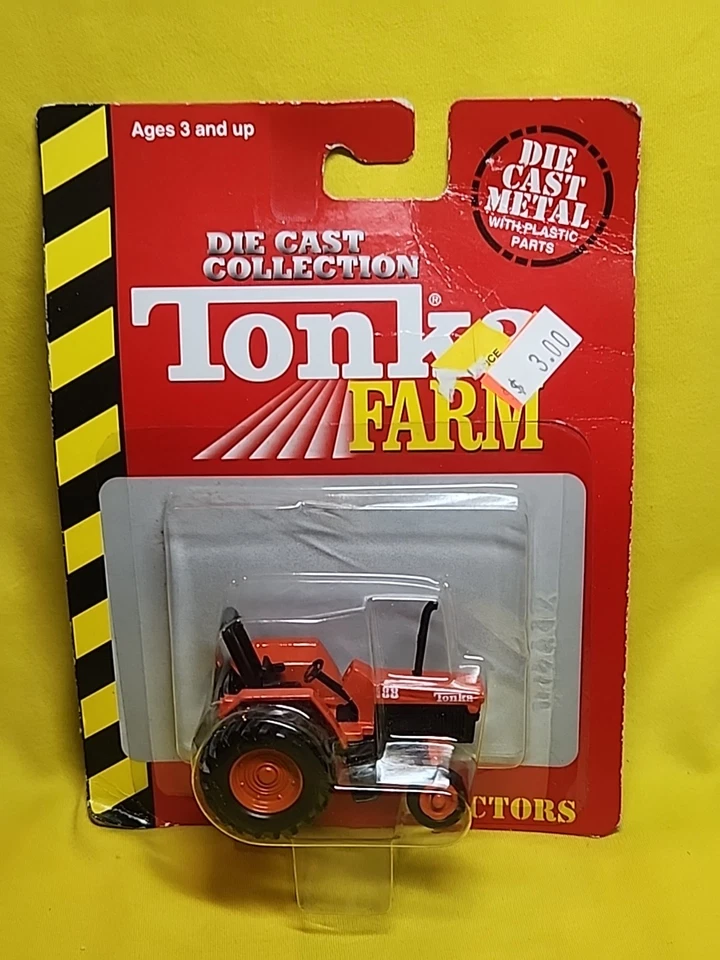 Ages 3 and up
DIE
CAST
METAL
WITH PLASTIC
PARTS
DIE CAST
COLLECTION
Tonka®
$ 3.00
FARM
88
Tonka
CTORS